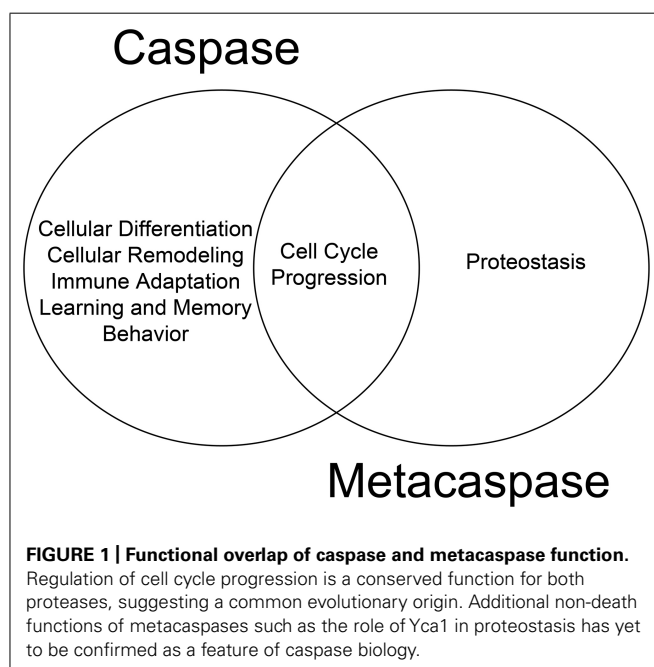 Caspase
Cellular Differentiation
Cellular Remodeling
Immune Adaptation
Learning and Memory
Behavior
Cell Cycle
Progression
Proteostasis
Metacaspase
FIGURE 1 | Functional overlap of caspase and metacaspase function.
Regulation of cell cycle progression is a conserved function for both
proteases, suggesting a common evolutionary origin. Additional non-death
functions of metacaspases such as the role of Yca1 in proteostasis has yet
to be confirmed as a feature of caspase biology.